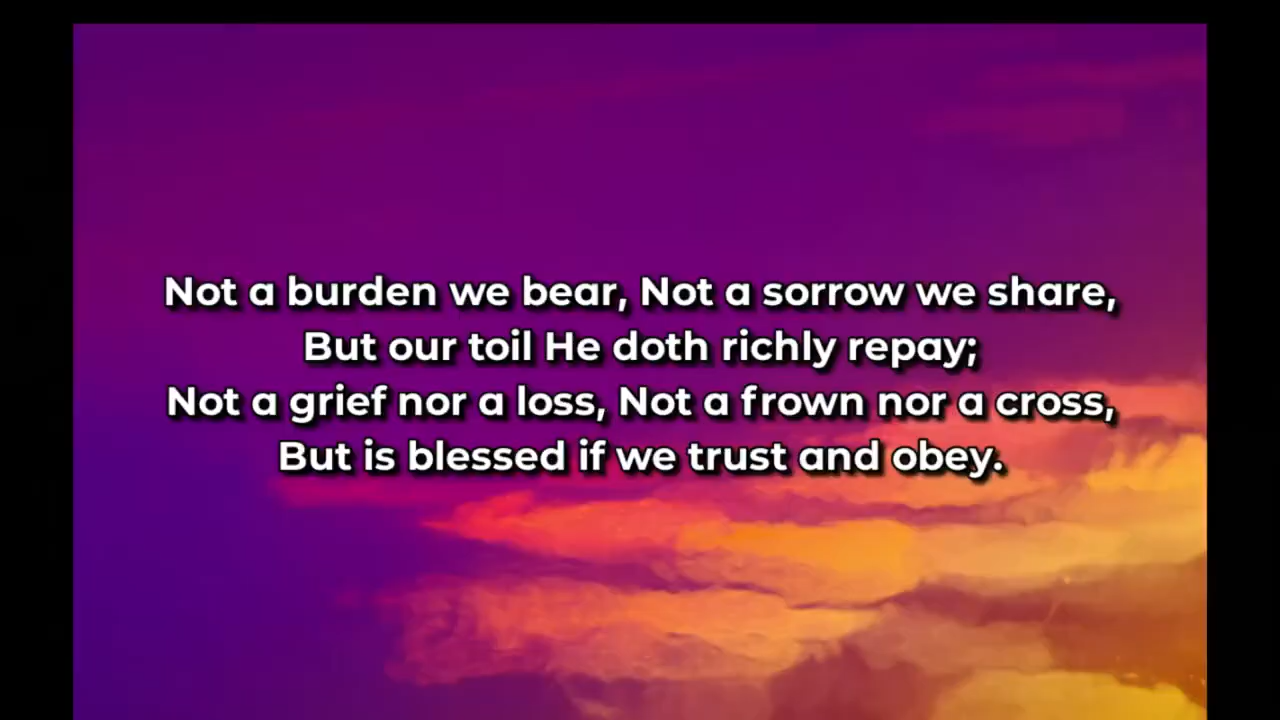 Not a burden we bear, Not a sorrow we share,
But our toil He doth richly repay;
Not a grief nor a loss, Not a frown nor a cross,
But is blessed if we trust and obey.